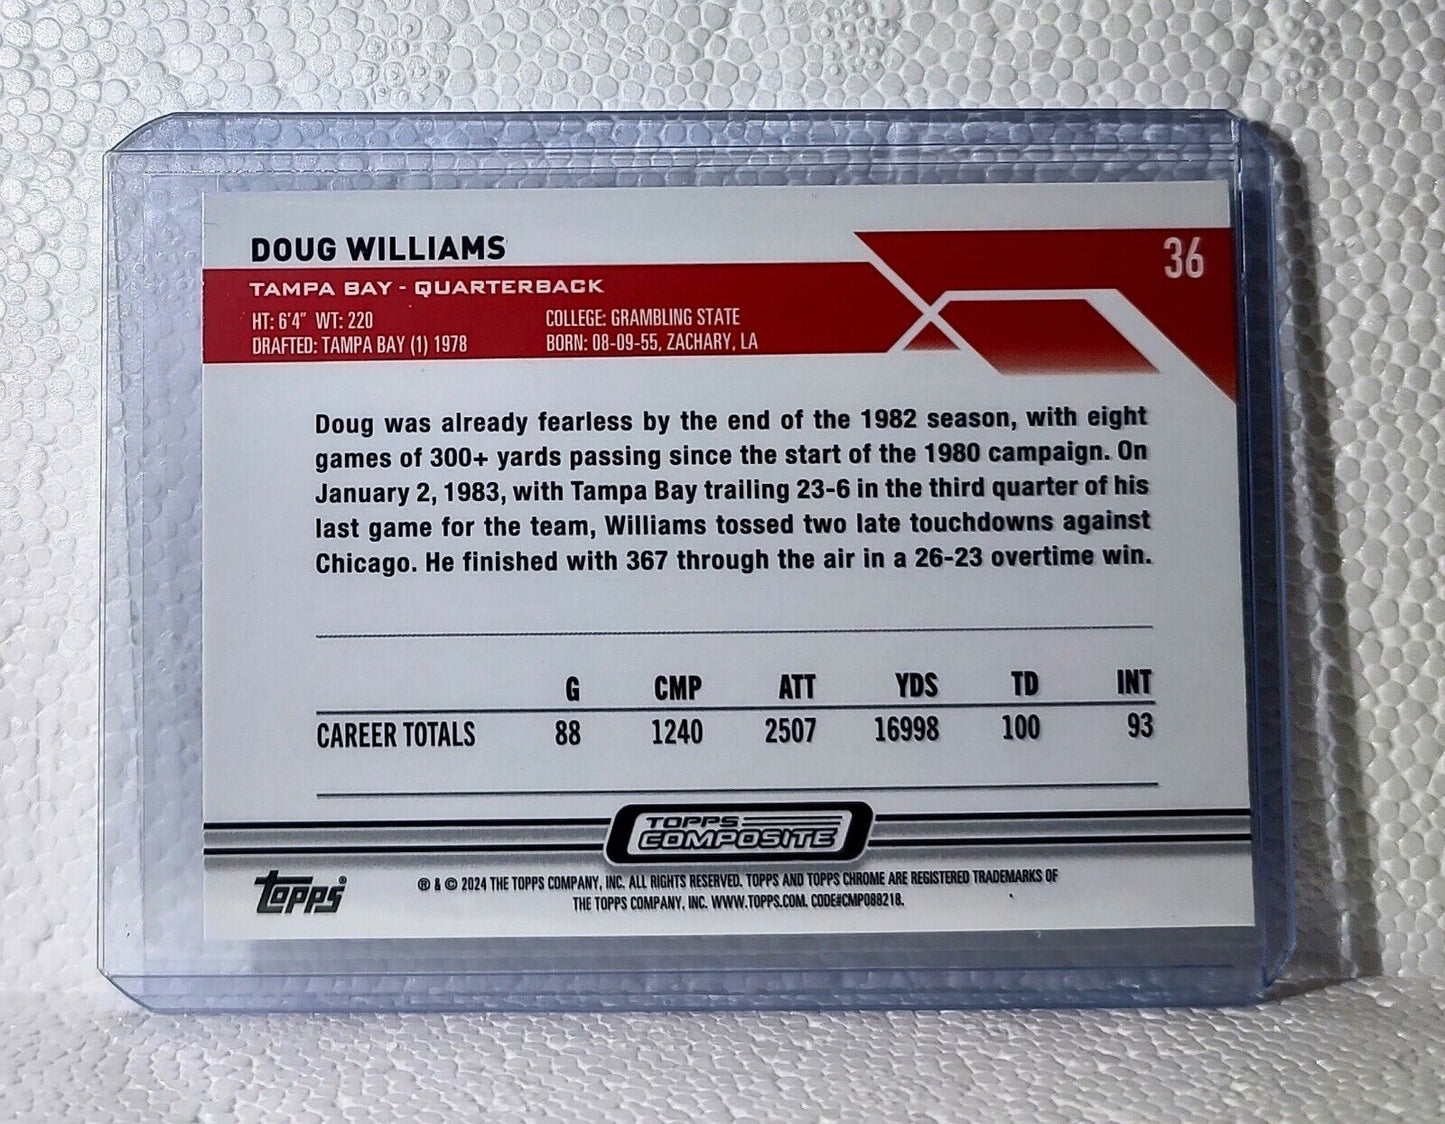 DOUG WILLIAMS
36
TAMPA BAY - QUARTERBACK
HT: 6'4" WT: 220 COLLEGE: GRAMBLING STATE
DRAFTED: TAMPA BAY (1) 1978 BORN: 08-09-55, ZACHARY, LA
Doug was already fearless by the end of the 1982 season, with eight
games of 300+ yards passing since the start of the 1980 campaign. On
January 2, 1983, with Tampa Bay trailing 23-6 in the third quarter of his
last game for the team, Williams tossed two late touchdowns against
Chicago. He finished with 367 through the air in a 26-23 overtime win.
G CMP ATT YDS TD INT
CAREER TOTALS 88 1240 2507 16998 100 93
TOPPS
COMPOSITE
Topps®
® & © 2024 THE TOPPS COMPANY, INC. ALL RIGHTS RESERVED. TOPPS AND TOPPS CHROME ARE REGISTERED TRADEMARKS OF
THE TOPPS COMPANY, INC. WWW.TOPPS.COM. CODE#CMP088218.